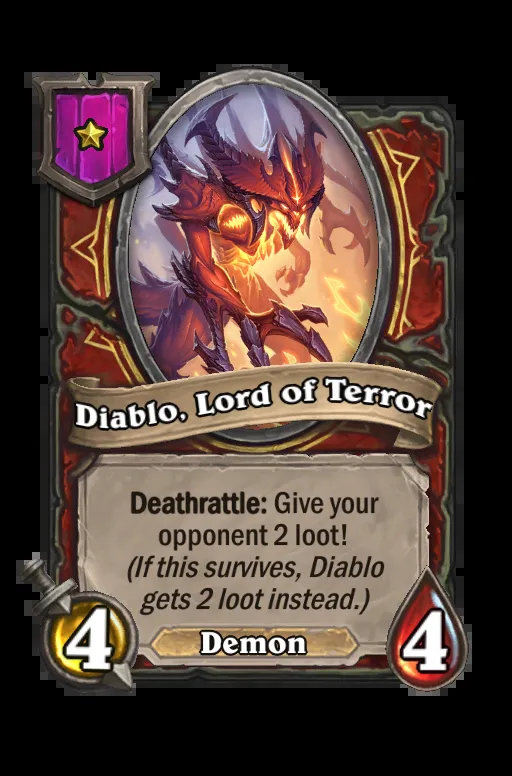 Diablo, Lord of Terror
Deathrattle: Give your
opponent 2 loot!
(If this survives, Diablo
gets 2 loot instead.)
4
Demon
4